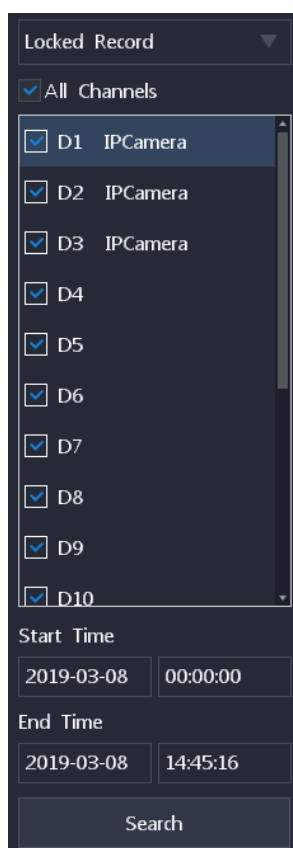 Locked Record
All Channels
D1 IPCamera
D2 IPCamera
D3 IPCamera
D4
D5
D6
D7
D8
D9
D10
Start Time
2019-03-08 00:00:00
End Time
2019-03-08 14:45:16
Search